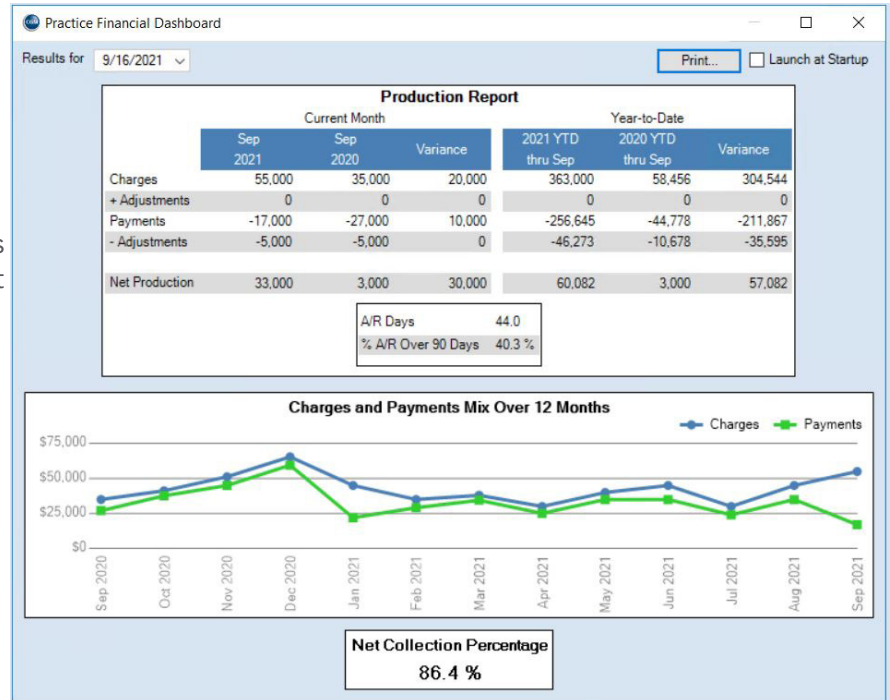 Practice Financial Dashboard
Results for 9/16/2021 Print... Launch at Startup
Production Report
Current Month Year-to-Date
Sep 2021 Sep 2020 Variance 2021 YTD thru Sep 2020 YTD thru Sep Variance
Charges 55,000 35,000 20,000 363,000 58,456 304,544
+ Adjustments 0 0 0 0 0 0
Payments -17,000 -27,000 10,000 -256,645 -44,778 -211,867
- Adjustments -5,000 -5,000 0 -46,273 -10,678 -35,595
Net Production 33,000 3,000 30,000 60,082 3,000 57,082
A/R Days 44.0
% A/R Over 90 Days 40.3 %
Charges and Payments Mix Over 12 Months
Charges Payments
$75,000
$50,000
$25,000
$0
Sep 2020 Oct 2020 Nov 2020 Dec 2020 Jan 2021 Feb 2021 Mar 2021 Apr 2021 May 2021 Jun 2021 Jul 2021 Aug 2021 Sep 2021
Net Collection Percentage
86.4 %